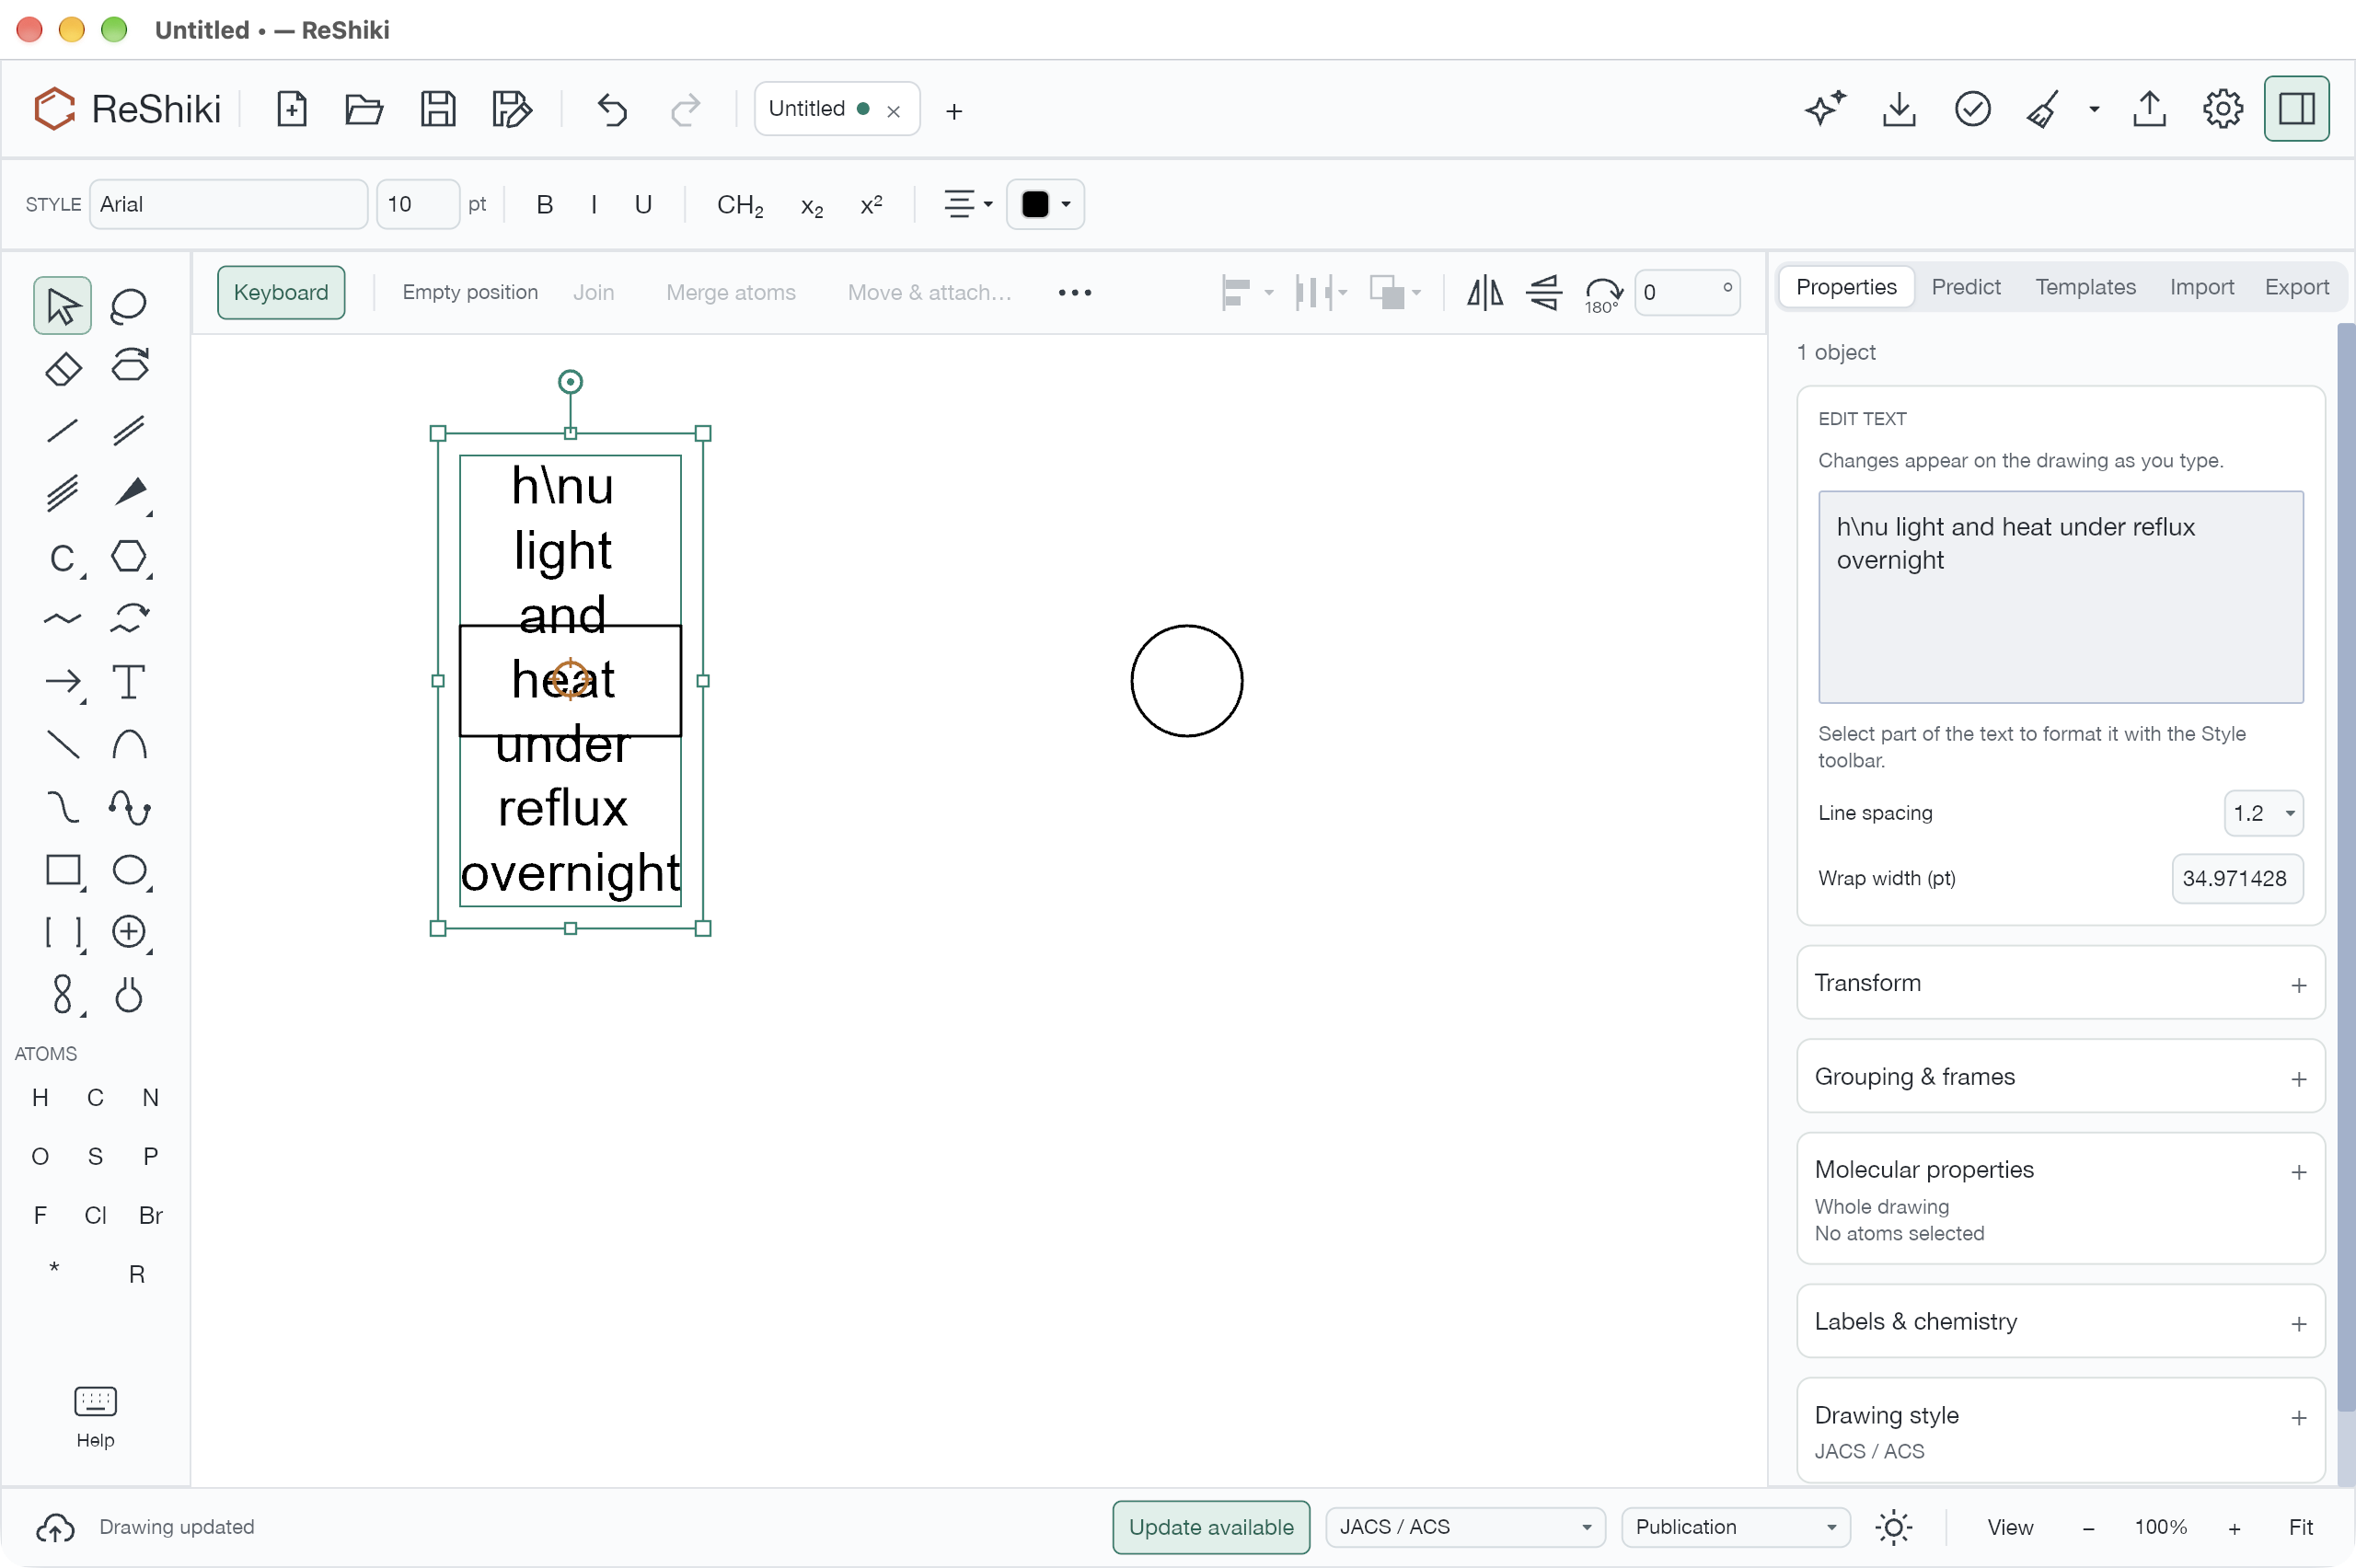 Untitled • — ReShiki
ReShiki
Untitled
STYLE Arial 10 pt B I U CH₂ x₂ x²
Keyboard Empty position Join Merge atoms Move & attach... 180° 0 °
Properties Predict Templates Import Export
1 object
EDIT TEXT
Changes appear on the drawing as you type.
h\nu light and heat under reflux
overnight
Select part of the text to format it with the Style
toolbar.
Line spacing 1.2
Wrap width (pt) 34.971428
Transform
Grouping & frames
Molecular properties
Whole drawing
No atoms selected
Labels & chemistry
Drawing style
JACS / ACS
h\nu
light
and
heat
under
reflux
overnight
C
T
ATOMS
H C N
O S P
F Cl Br
* R
Help
Drawing updated Update available JACS / ACS Publication View − 100% + Fit